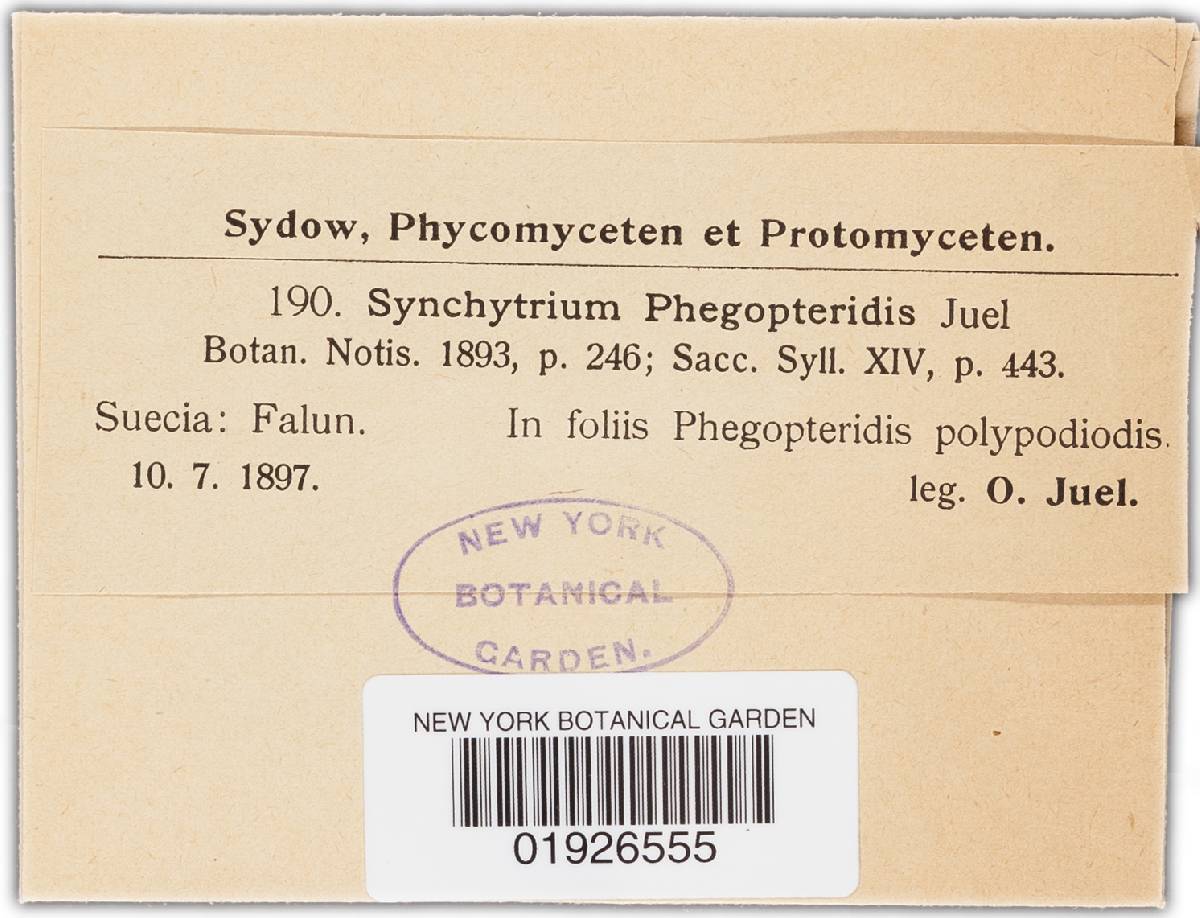 Sydow, Phycomyceten et Protomyceten.
190. Synchytrium Phegopteridis Juel
Botan. Notis. 1893, p. 246; Sacc. Syll. XIV, p. 443.
Suecia: Falun. In foliis Phegopteridis polypodiodis.
10. 7. 1897. leg. O. Juel.
NEW YORK
BOTANICAL
GARDEN.
NEW YORK BOTANICAL GARDEN
01926555